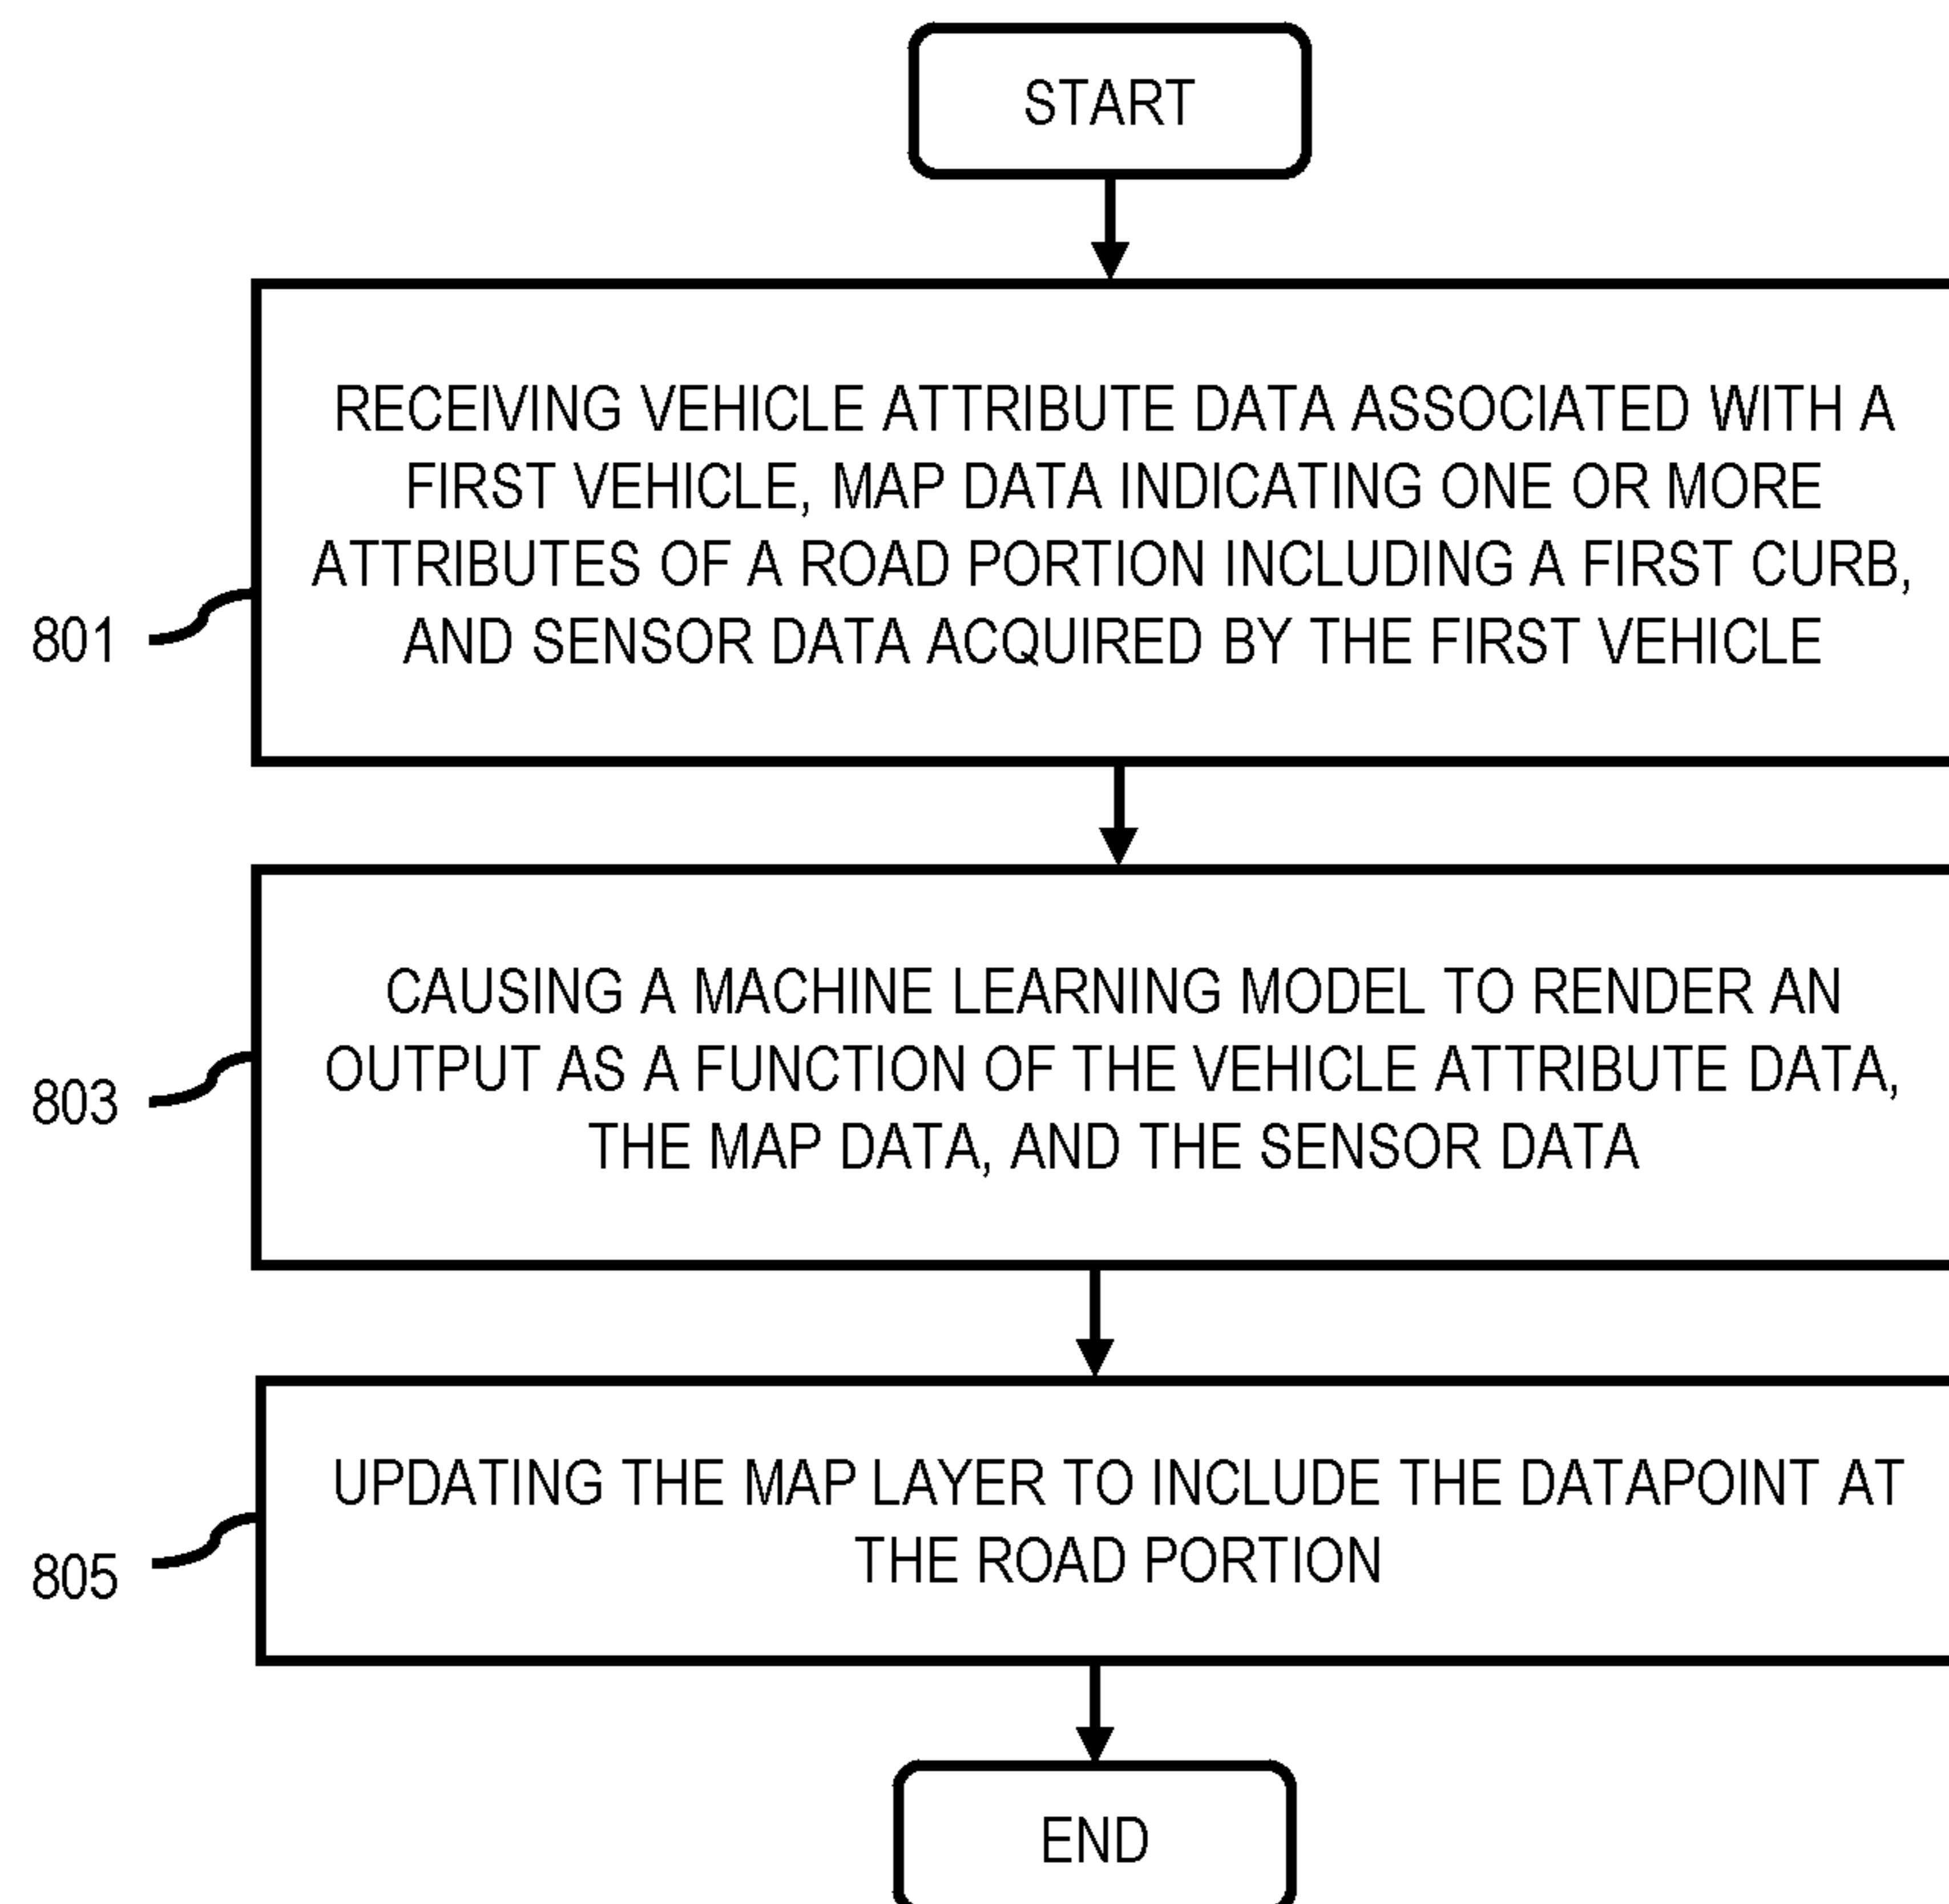 START
RECEIVING VEHICLE ATTRIBUTE DATA ASSOCIATED WITH A
FIRST VEHICLE, MAP DATA INDICATING ONE OR MORE
ATTRIBUTES OF A ROAD PORTION INCLUDING A FIRST CURB,
AND SENSOR DATA ACQUIRED BY THE FIRST VEHICLE
801
CAUSING A MACHINE LEARNING MODEL TO RENDER AN
OUTPUT AS A FUNCTION OF THE VEHICLE ATTRIBUTE DATA,
THE MAP DATA, AND THE SENSOR DATA
803
UPDATING THE MAP LAYER TO INCLUDE THE DATAPOINT AT
THE ROAD PORTION
805
END